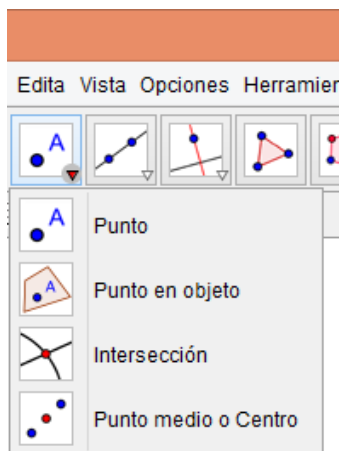 Edita Vista Opciones Herramien
A
A
Punto
A
Punto en objeto
Intersección
Punto medio o Centro